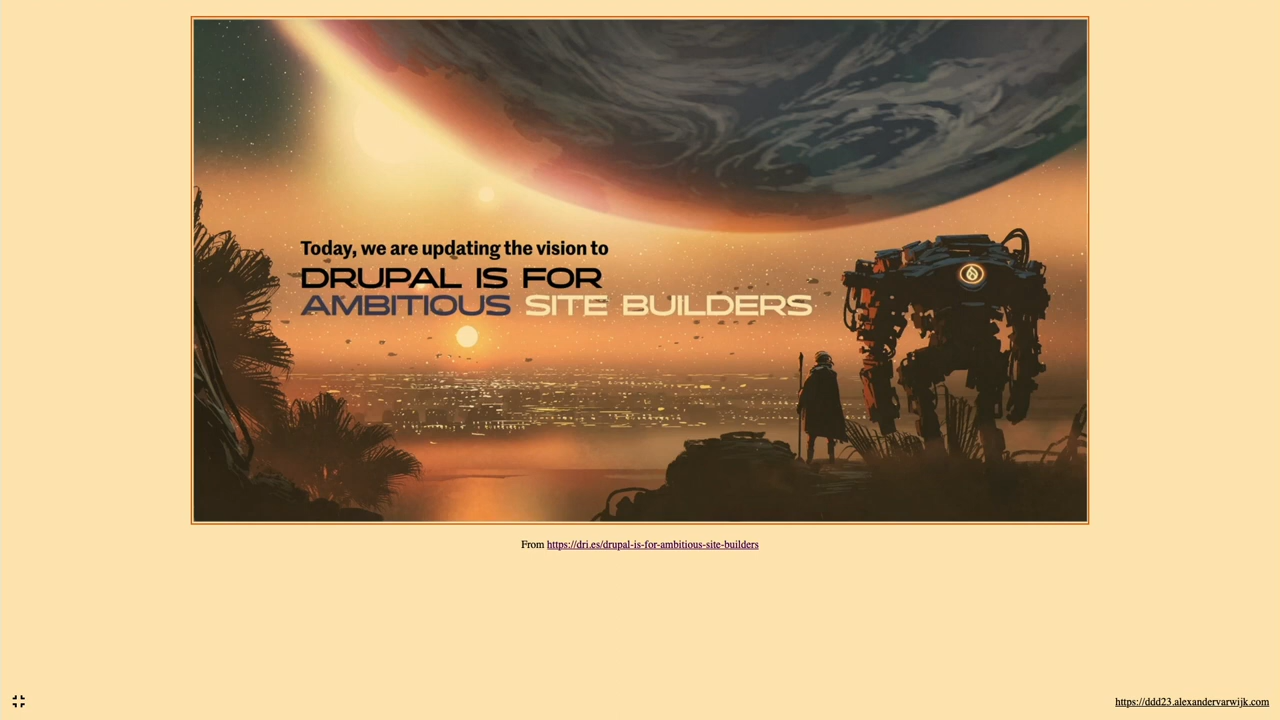 Today, we are updating the vision to
DRUPAL IS FOR
AMBITIOUS SITE BUILDERS
From https://dri.es/drupal-is-for-ambitious-site-builders
https://ddd23.alexandervarwijk.com